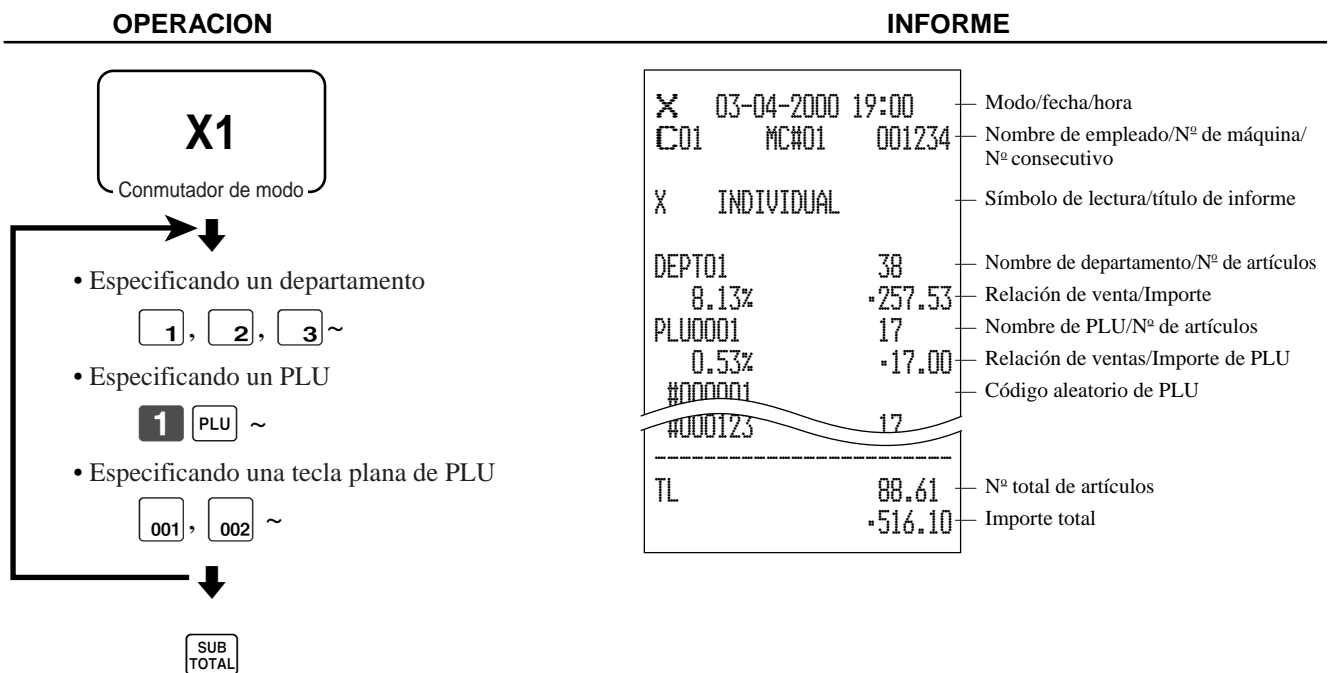 OPERACION
INFORME
X1
Conmutador de modo
• Especificando un departamento
1, 2, 3~
• Especificando un PLU
1 PLU ~
• Especificando una tecla plana de PLU
001, 002 ~
SUB
TOTAL
X 03-04-2000 19:00
C01 MC#01 001234
X INDIVIDUAL
DEPT01 38
8.13% •257.53
PLU0001 17
0.53% •17.00
#000001
#000123 17
------------------------
TL 88.61
•516.10
Modo/fecha/hora
Nombre de empleado/Nº de máquina/
Nº consecutivo
Símbolo de lectura/título de informe
Nombre de departamento/Nº de artículos
Relación de venta/Importe
Nombre de PLU/Nº de artículos
Relación de ventas/Importe de PLU
Código aleatorio de PLU
Nº total de artículos
Importe total